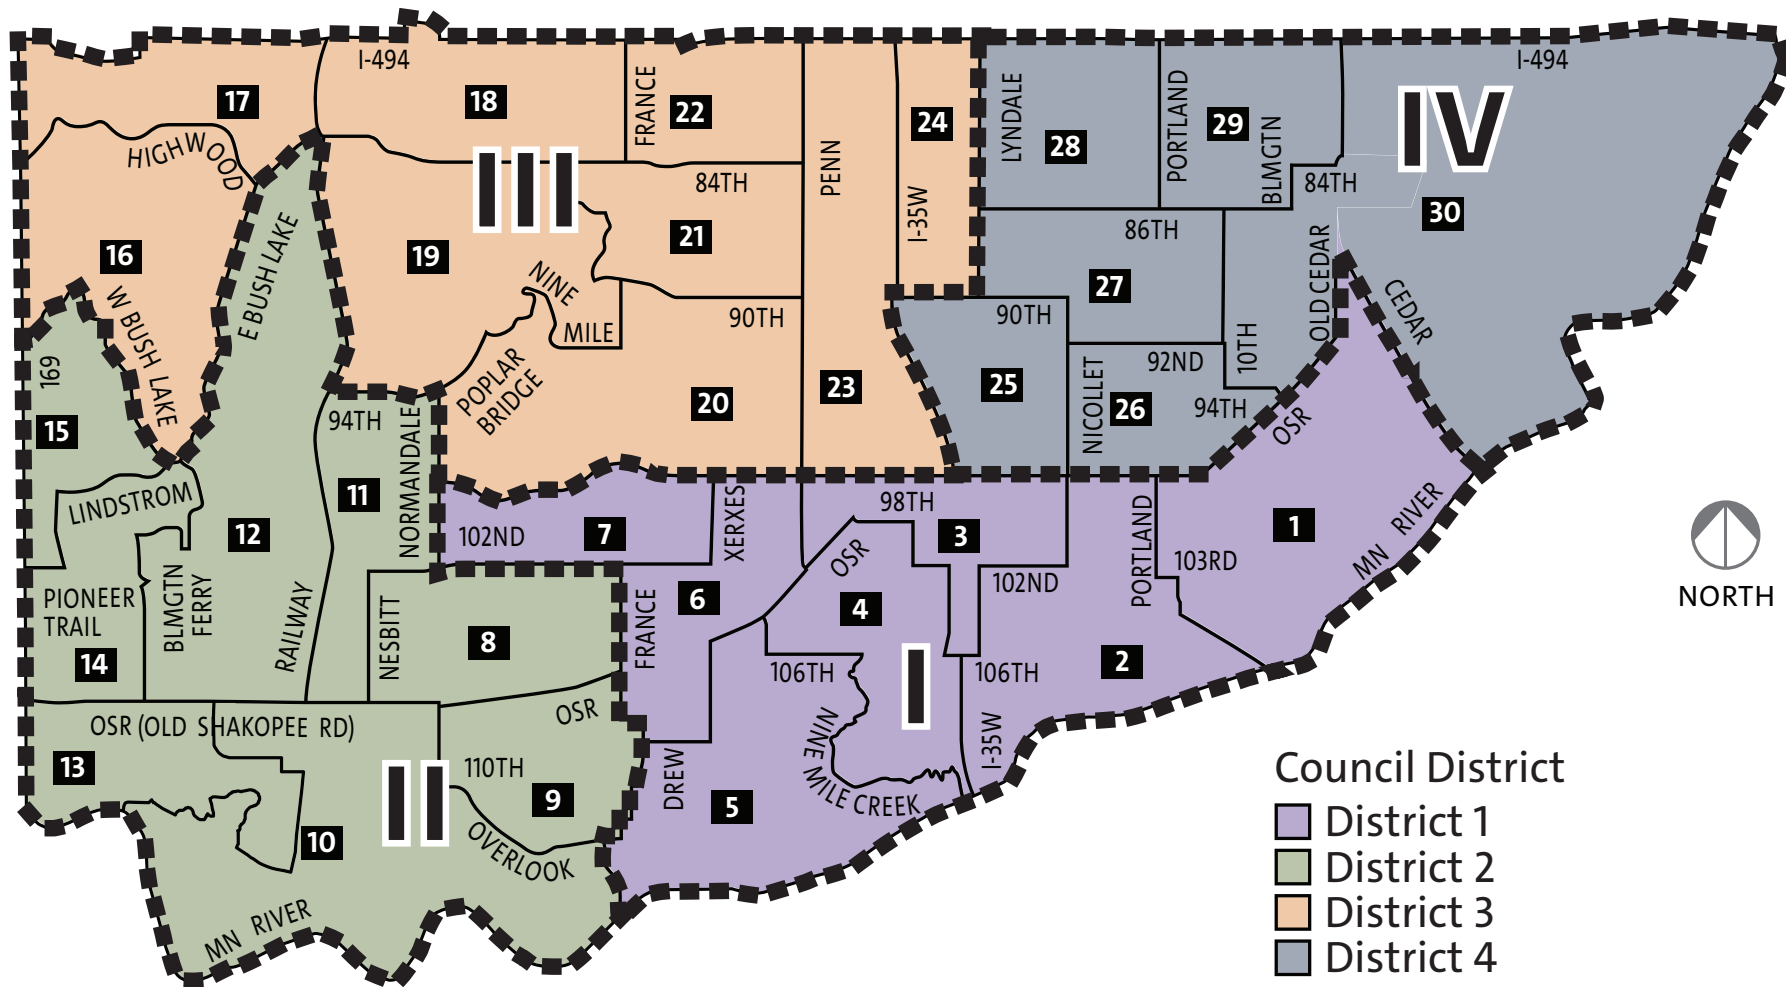 I-494
I-494
17
18
FRANCE
22
24
LYNDALE
28
PORTLAND
29
BLMGTN
IV
HIGHWOOD
III
84TH
PENN
84TH
30
I-35W
16
E BUSH LAKE
19
21
86TH
OLD CEDAR
NINE
MILE
27
CEDAR
W BUSH LAKE
90TH
90TH
10TH
169
POPLAR
BRIDGE
20
23
25
NICOLLET
92ND
26
94TH
OSR
15
94TH
NORMANDALE
LINDSTROM
11
12
102ND
7
XERXES
98TH
3
PORTLAND
1
MN RIVER
OSR
102ND
103RD
PIONEER
TRAIL
14
BLMGTN
FERRY
RAILWAY
NESBITT
8
FRANCE
6
4
2
NORTH
106TH
106TH
I
OSR (OLD SHAKOPEE RD)
OSR
NINE MILE CREEK
I-35W
13
II
110TH
9
DREW
5
10
OVERLOOK
MN RIVER
Council District
District 1
District 2
District 3
District 4